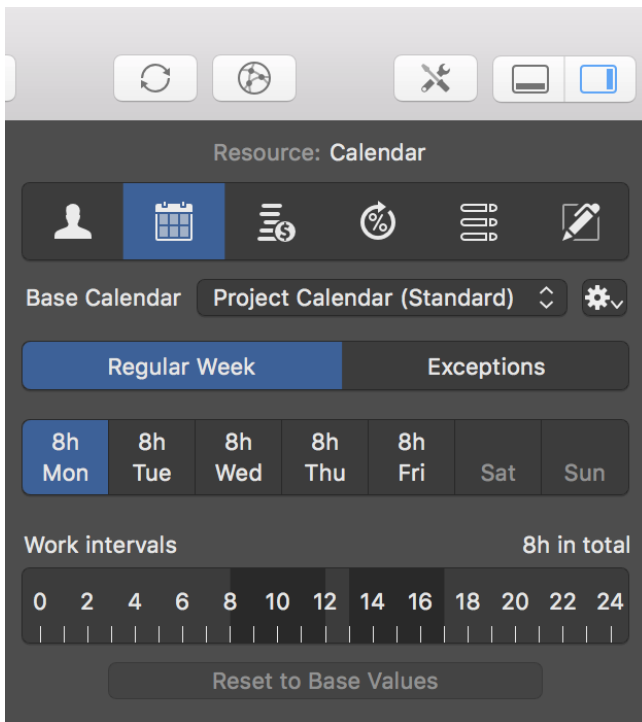 Resource: Calendar
Base Calendar Project Calendar (Standard)
Regular Week Exceptions
8h 8h 8h 8h 8h
Mon Tue Wed Thu Fri Sat Sun
Work intervals 8h in total
0 2 4 6 8 10 12 14 16 18 20 22 24
Reset to Base Values